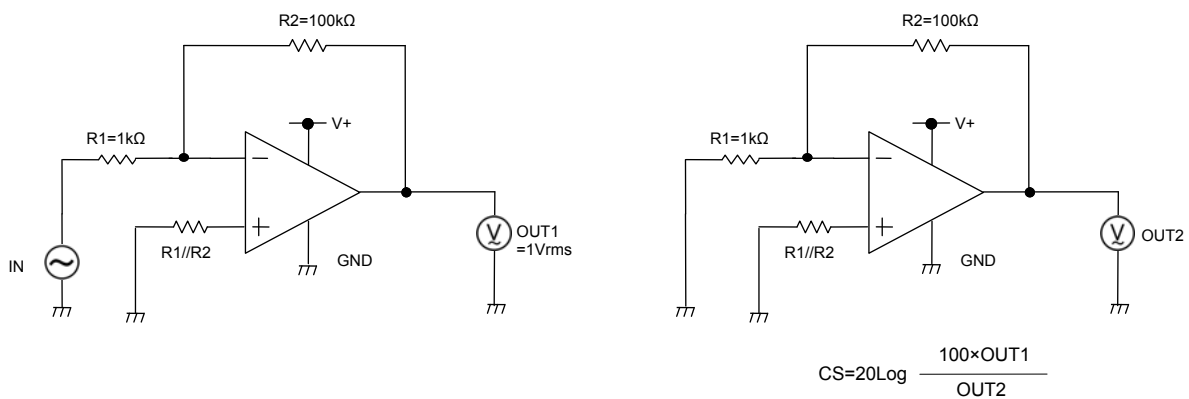 R2=100kΩ
V+
R1=1kΩ
R1//R2
GND
IN
V
OUT1
=1Vrms
R2=100kΩ
V+
R1=1kΩ
R1//R2
GND
V
OUT2
CS=20Log 100×OUT1
OUT2